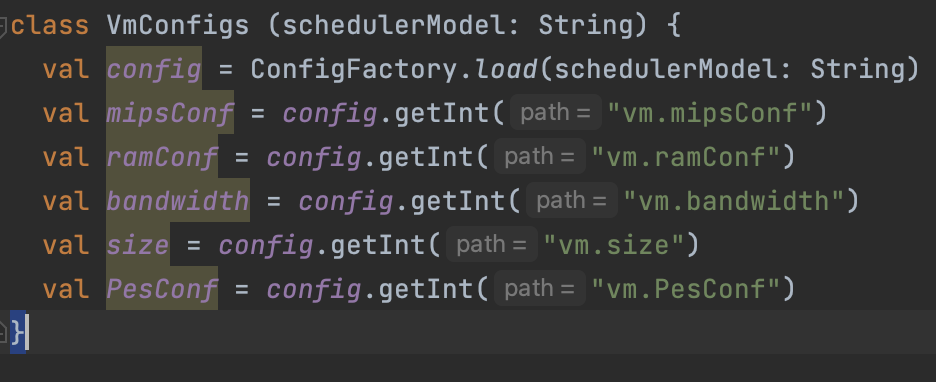 class VmConfigs (schedulerModel: String) {
val config = ConfigFactory.load(schedulerModel: String)
val mipsConf = config.getInt( path = "vm.mipsConf")
val ramConf = config.getInt( path = "vm.ramConf")
val bandwidth = config.getInt( path = "vm.bandwidth")
val size = config.getInt( path = "vm.size")
val PesConf = config.getInt( path = "vm.PesConf")
}